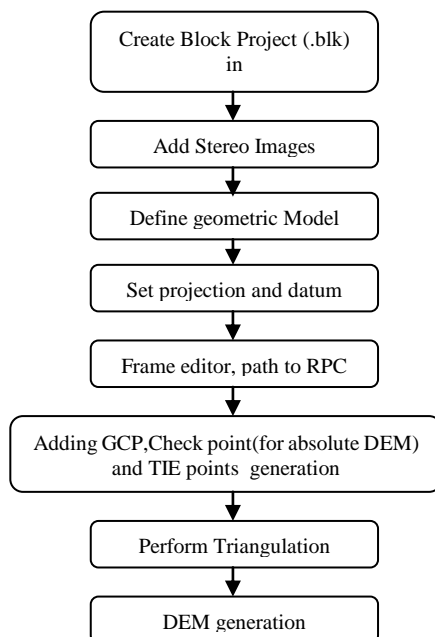 Create Block Project (.blk)
in
Add Stereo Images
Define geometric Model
Set projection and datum
Frame editor, path to RPC
Adding GCP,Check point(for absolute DEM)
and TIE points generation
Perform Triangulation
DEM generation